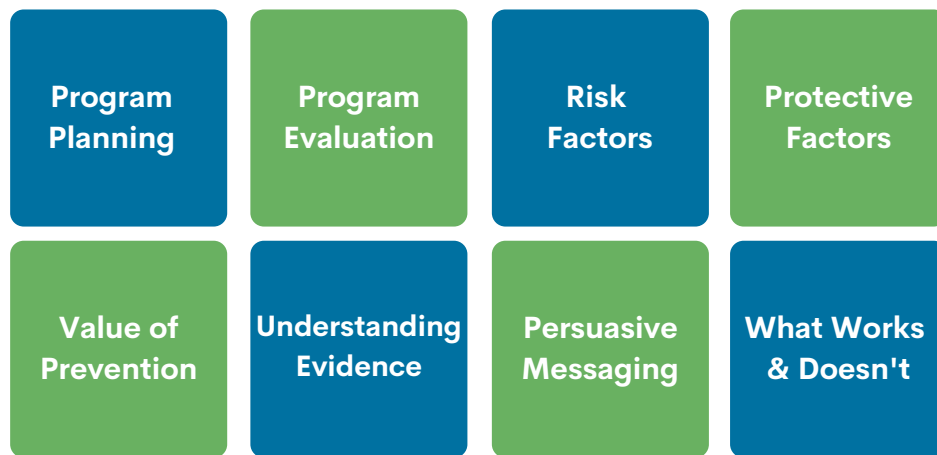 Program
Planning
Program
Evaluation
Risk
Factors
Protective
Factors
Value of
Prevention
Understanding
Evidence
Persuasive
Messaging
What Works
& Doesn't